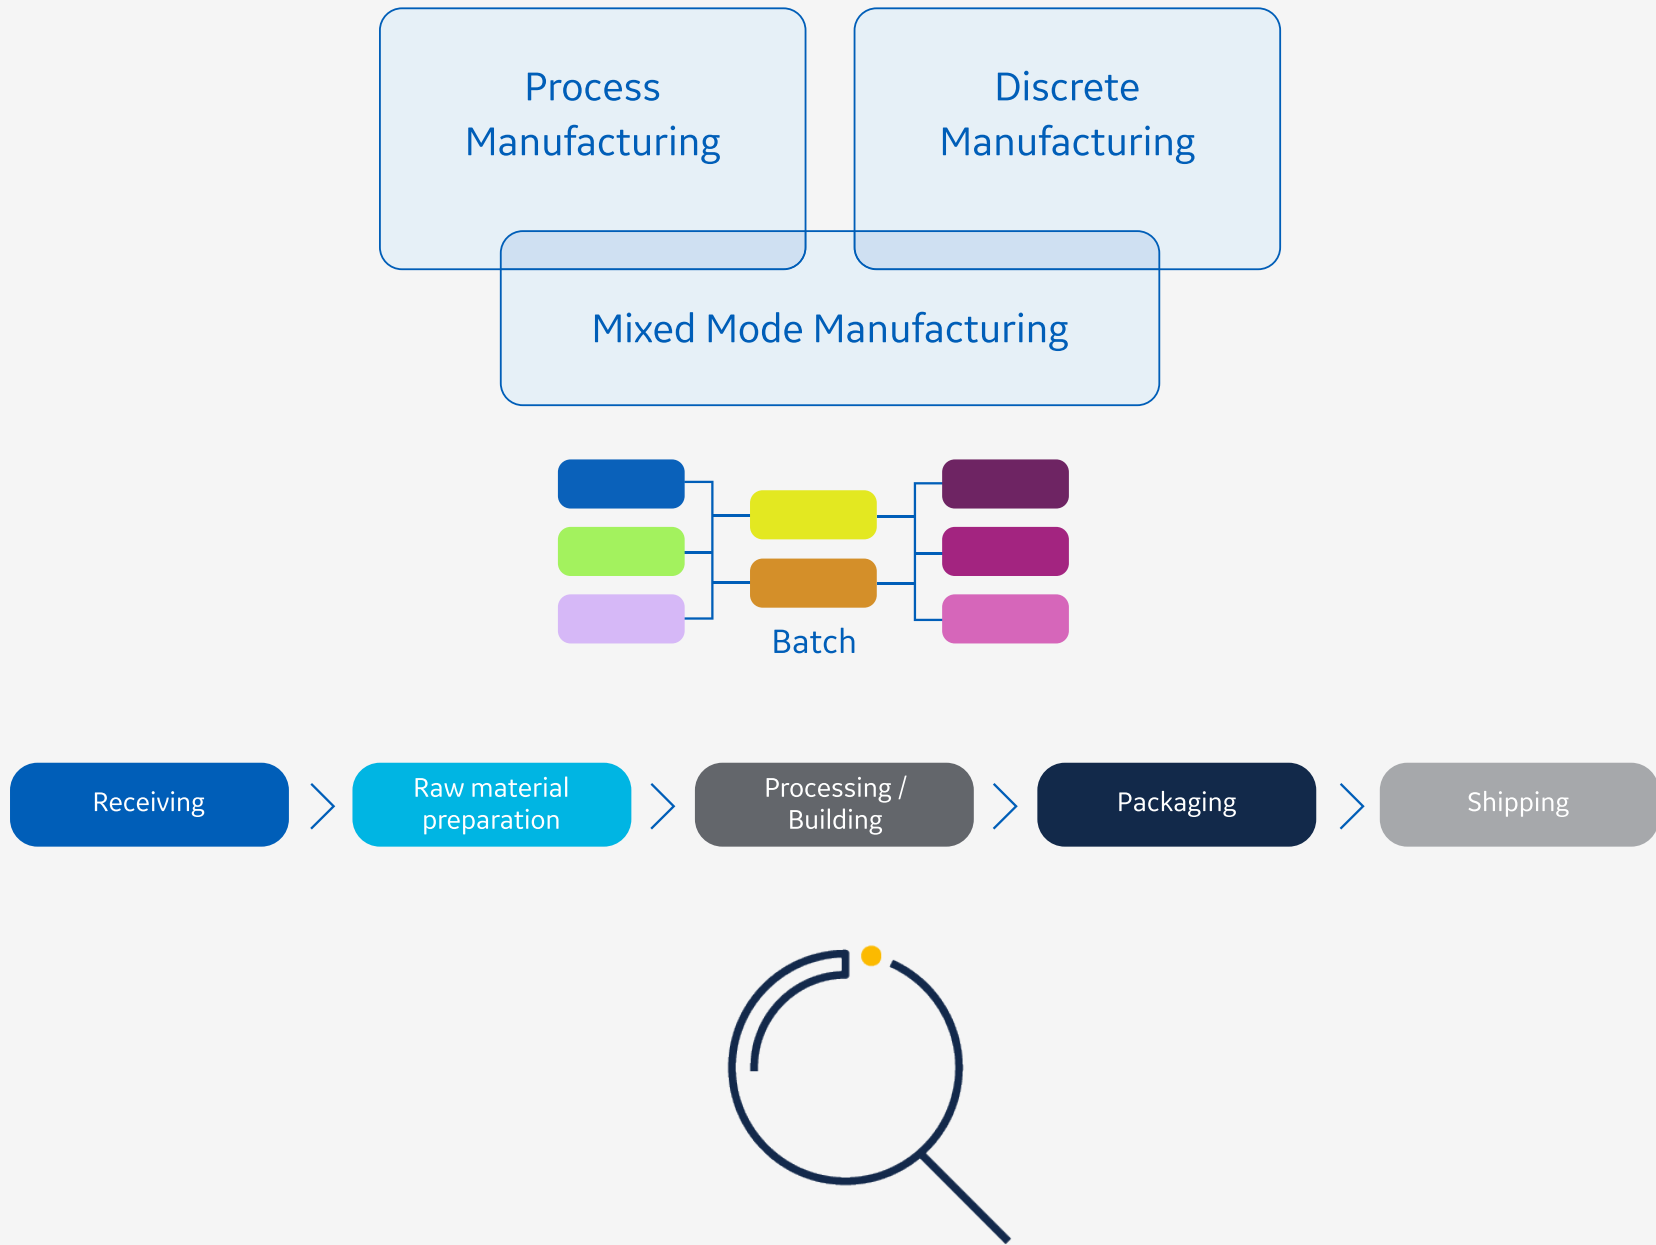 Process
Manufacturing
Discrete
Manufacturing
Mixed Mode Manufacturing
Batch
Receiving
Raw material
preparation
Processing /
Building
Packaging
Shipping